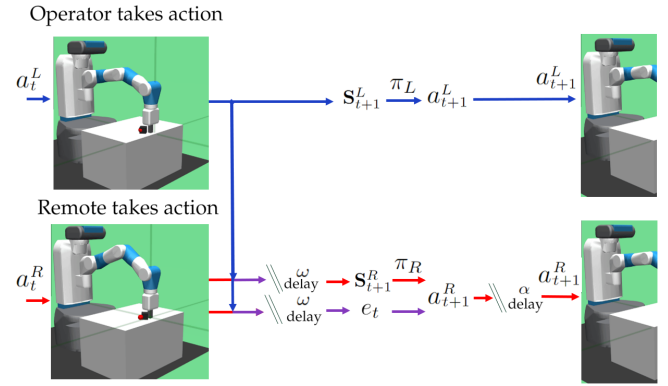 Operator takes action
a_t^L
s_{t+1}^L π_L a_{t+1}^L a_{t+1}^L
Remote takes action
a_t^R
ω delay s_{t+1}^R π_R
ω delay e_t a_{t+1}^R α delay a_{t+1}^R